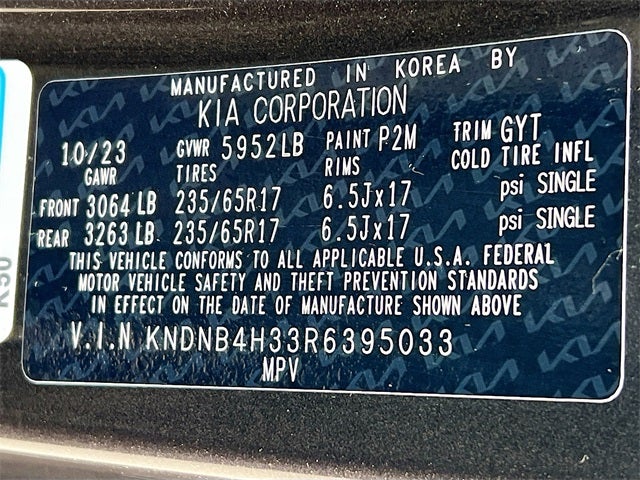 MANUFACTURED IN KOREA BY
KIA CORPORATION
10/23 GVWR 5952LB PAINT P2M TRIM GYT
GAWR TIRES RIMS COLD TIRE INFL
FRONT 3064 LB 235/65R17 6.5Jx17 psi SINGLE
REAR 3263 LB 235/65R17 6.5Jx17 psi SINGLE
THIS VEHICLE CONFORMS TO ALL APPLICABLE U.S.A. FEDERAL
MOTOR VEHICLE SAFETY AND THEFT PREVENTION STANDARDS
IN EFFECT ON THE DATE OF MANUFACTURE SHOWN ABOVE
V.I.N KNDNB4H33R6395033
MPV